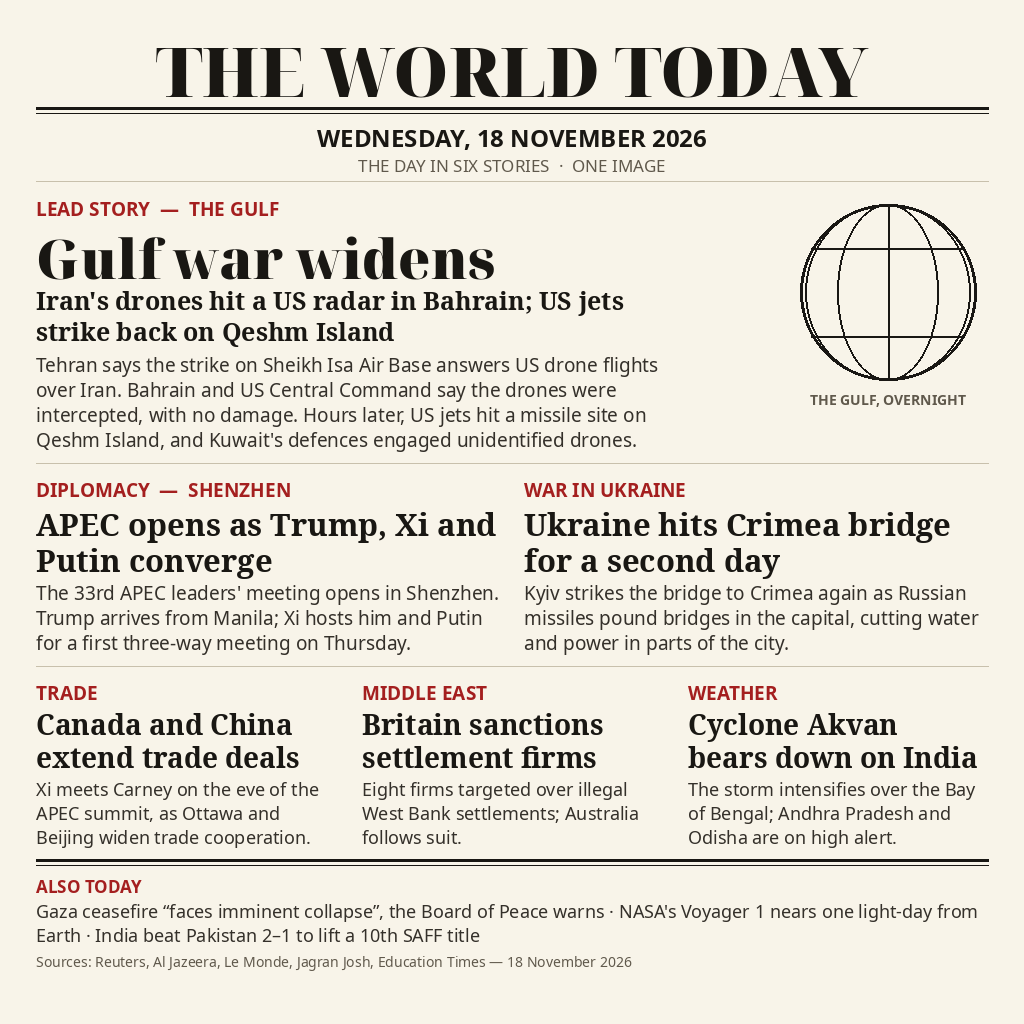 THE WORLD TODAY
WEDNESDAY, 18 NOVEMBER 2026
THE DAY IN SIX STORIES · ONE IMAGE
LEAD STORY — THE GULF
Gulf war widens
Iran's drones hit a US radar in Bahrain; US jets
strike back on Qeshm Island
Tehran says the strike on Sheikh Isa Air Base answers US drone flights
over Iran. Bahrain and US Central Command say the drones were
intercepted, with no damage. Hours later, US jets hit a missile site on
Qeshm Island, and Kuwait's defences engaged unidentified drones.
THE GULF, OVERNIGHT
DIPLOMACY — SHENZHEN
APEC opens as Trump, Xi and
Putin converge
The 33rd APEC leaders' meeting opens in Shenzhen.
Trump arrives from Manila; Xi hosts him and Putin
for a first three-way meeting on Thursday.
WAR IN UKRAINE
Ukraine hits Crimea bridge
for a second day
Kyiv strikes the bridge to Crimea again as Russian
missiles pound bridges in the capital, cutting water
and power in parts of the city.
TRADE
Canada and China
extend trade deals
Xi meets Carney on the eve of the
APEC summit, as Ottawa and
Beijing widen trade cooperation.
MIDDLE EAST
Britain sanctions
settlement firms
Eight firms targeted over illegal
West Bank settlements; Australia
follows suit.
WEATHER
Cyclone Akvan
bears down on India
The storm intensifies over the Bay
of Bengal; Andhra Pradesh and
Odisha are on high alert.
ALSO TODAY
Gaza ceasefire “faces imminent collapse”, the Board of Peace warns · NASA's Voyager 1 nears one light-day from
Earth · India beat Pakistan 2–1 to lift a 10th SAFF title
Sources: Reuters, Al Jazeera, Le Monde, Jagran Josh, Education Times — 18 November 2026